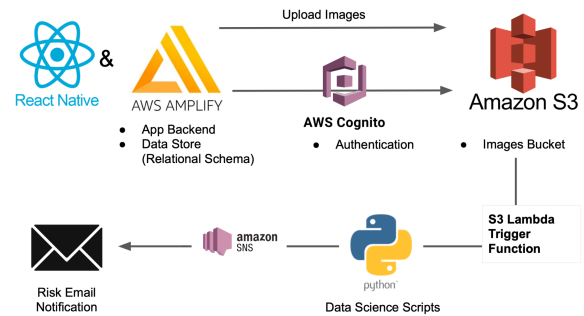 Upload Images
&
React Native
AWS AMPLIFY
Amazon S3
AWS Cognito
● App Backend
● Data Store
(Relational Schema)
● Authentication
● Images Bucket
S3 Lambda
Trigger
Function
amazon
SNS
python
Risk Email
Notification
Data Science Scripts